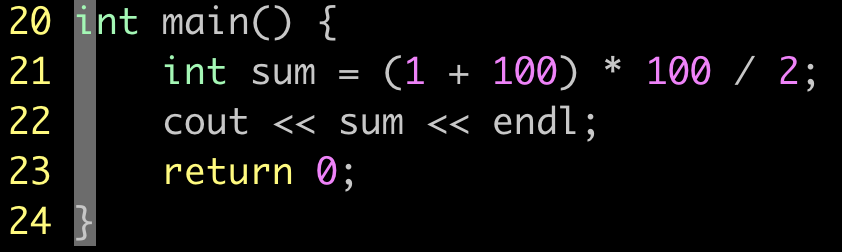 20 int main() {
21     int sum = (1 + 100) * 100 / 2;
22     cout << sum << endl;
23     return 0;
24 }